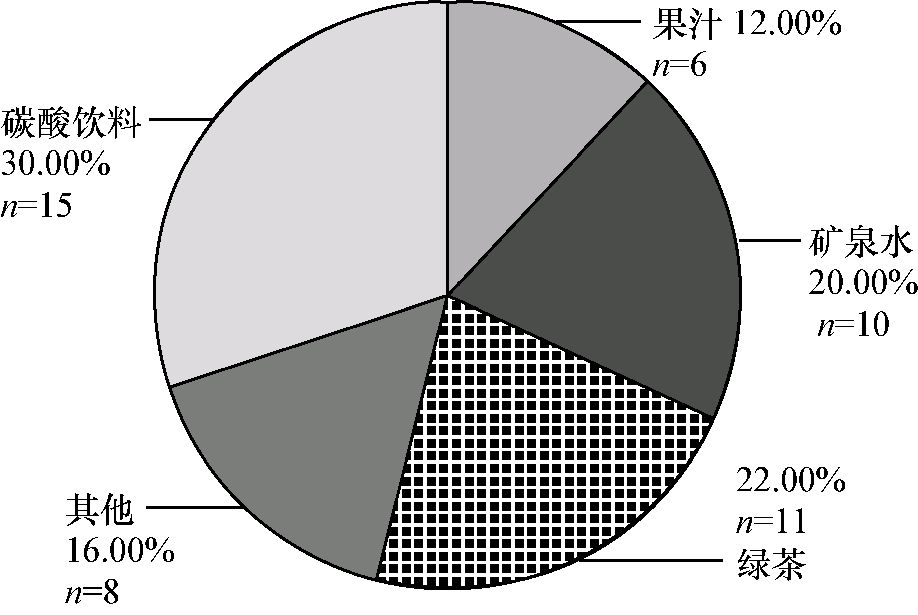 果汁 12.00%
n=6
碳酸饮料
30.00%
n=15
矿泉水
20.00%
n=10
22.00%
n=11
绿茶
其他
16.00%
n=8